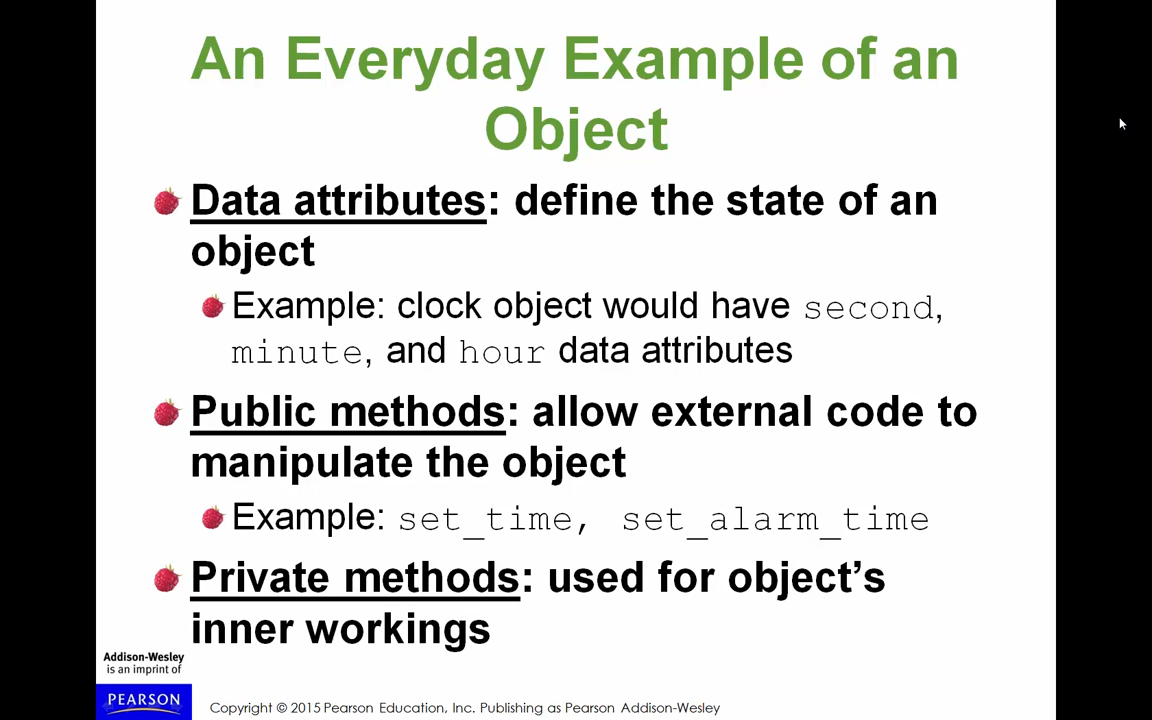 An Everyday Example of an
Object
Data attributes: define the state of an
object
Example: clock object would have second,
minute, and hour data attributes
Public methods: allow external code to
manipulate the object
Example: set_time, set_alarm_time
Private methods: used for object’s
inner workings
Addison-Wesley
is an imprint of
PEARSON
Copyright © 2015 Pearson Education, Inc. Publishing as Pearson Addison-Wesley